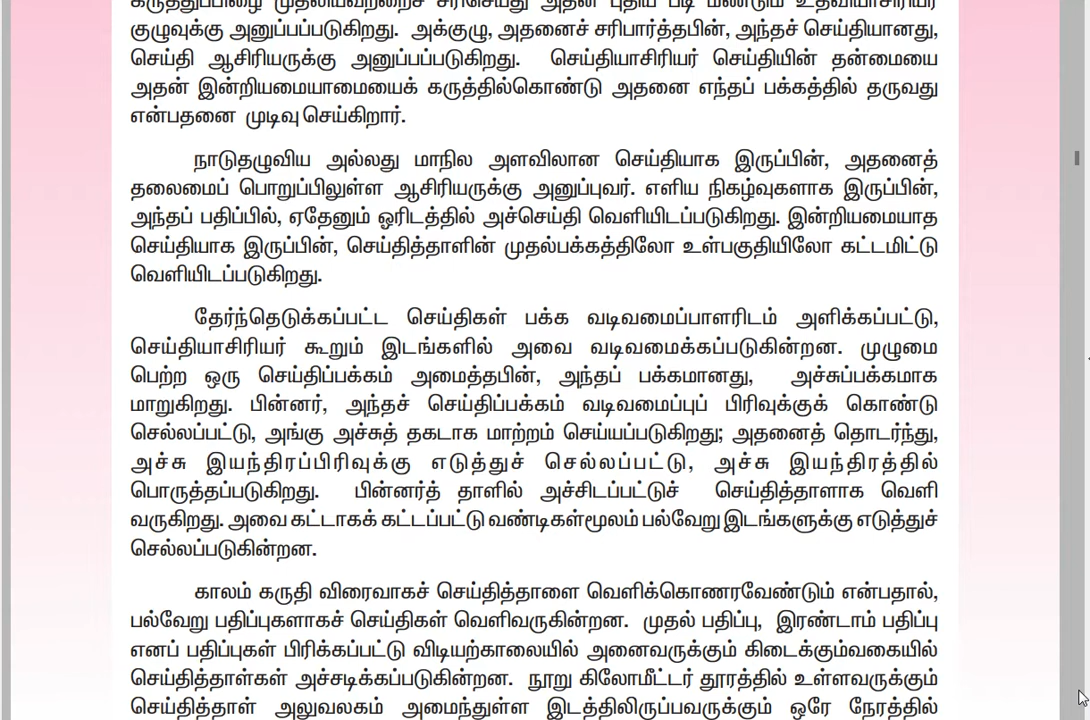 கருத்துப்பிழை முதலியவற்றைச் சரிசெய்து அதன் புதிய படி மீண்டும் உதவியாசிரியர்
குழுவுக்கு அனுப்பப்படுகிறது. அக்குழு, அதனைச் சரிபார்த்தபின், அந்தச் செய்தியானது,
செய்தி ஆசிரியருக்கு அனுப்பப்படுகிறது. செய்தியாசிரியர் செய்தியின் தன்மையை
அதன் இன்றியமையாமையைக் கருத்தில்கொண்டு அதனை எந்தப் பக்கத்தில் தருவது
என்பதனை முடிவு செய்கிறார்.
நாடுதழுவிய அல்லது மாநில அளவிலான செய்தியாக இருப்பின், அதனைத்
தலைமைப் பொறுப்பிலுள்ள ஆசிரியருக்கு அனுப்புவர். எளிய நிகழ்வுகளாக இருப்பின்,
அந்தப் பதிப்பில், ஏதேனும் ஓரிடத்தில் அச்செய்தி வெளியிடப்படுகிறது. இன்றியமையாத
செய்தியாக இருப்பின், செய்தித்தாளின் முதல்பக்கத்திலோ உள்பகுதியிலோ கட்டமிட்டு
வெளியிடப்படுகிறது.
தேர்ந்தெடுக்கப்பட்ட செய்திகள் பக்க வடிவமைப்பாளரிடம் அளிக்கப்பட்டு,
செய்தியாசிரியர் கூறும் இடங்களில் அவை வடிவமைக்கப்படுகின்றன. முழுமை
பெற்ற ஒரு செய்திப்பக்கம் அமைத்தபின், அந்தப் பக்கமானது, அச்சுப்பக்கமாக
மாறுகிறது. பின்னர், அந்தச் செய்திப்பக்கம் வடிவமைப்புப் பிரிவுக்குக் கொண்டு
செல்லப்பட்டு, அங்கு அச்சுத் தகடாக மாற்றம் செய்யப்படுகிறது; அதனைத் தொடர்ந்து,
அச்சு இயந்திரப்பிரிவுக்கு எடுத்துச் செல்லப்பட்டு, அச்சு இயந்திரத்தில்
பொருத்தப்படுகிறது. பின்னர்த் தாளில் அச்சிடப்பட்டுச் செய்தித்தாளாக வெளி
வருகிறது. அவை கட்டாகக் கட்டப்பட்டு வண்டிகள்மூலம் பல்வேறு இடங்களுக்கு எடுத்துச்
செல்லப்படுகின்றன.
காலம் கருதி விரைவாகச் செய்தித்தாளை வெளிக்கொணரவேண்டும் என்பதால்,
பல்வேறு பதிப்புகளாகச் செய்திகள் வெளிவருகின்றன. முதல் பதிப்பு, இரண்டாம் பதிப்பு
எனப் பதிப்புகள் பிரிக்கப்பட்டு விடியற்காலையில் அனைவருக்கும் கிடைக்கும்வகையில்
செய்தித்தாள்கள் அச்சடிக்கப்படுகின்றன. நூறு கிலோமீட்டர் தூரத்தில் உள்ளவருக்கும்
செய்தித்தாள் அலுவலகம் அமைந்துள்ள இடத்திலிருப்பவருக்கும் ஒரே நேரத்தில்